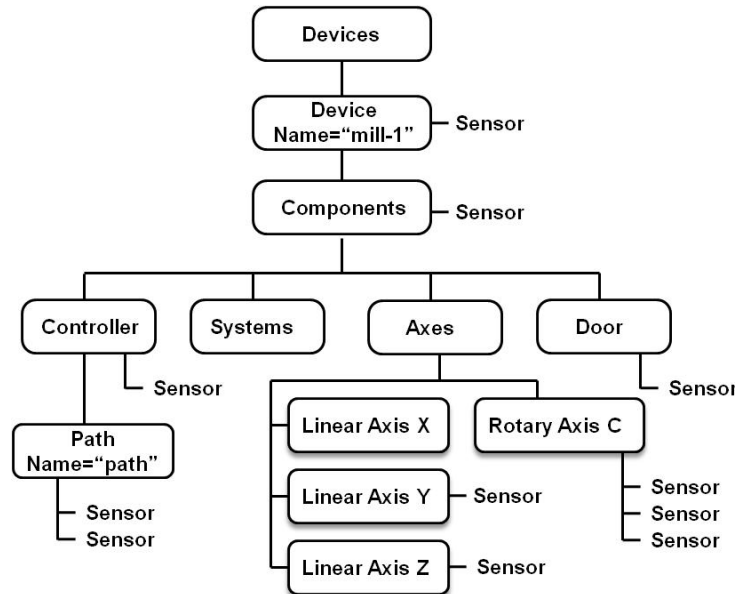 Devices
Device
Name=“mill-1”
Sensor
Components
Sensor
Controller
Systems
Axes
Door
Sensor
Sensor
Linear Axis X
Rotary Axis C
Path
Name=“path”
Linear Axis Y
Sensor
Sensor
Sensor
Sensor
Sensor
Sensor
Linear Axis Z
Sensor